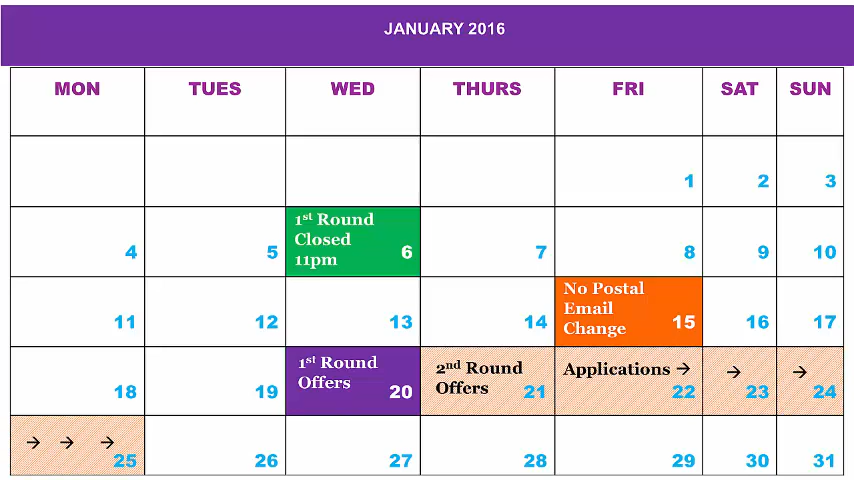 JANUARY 2016
MON TUES WED THURS FRI SAT SUN
1 2 3
1st Round
Closed
11pm
4 5 6 7 8 9 10
No Postal
Email
Change
11 12 13 14 15 16 17
1st Round
Offers
2nd Round
Offers
Applications →
→ →
18 19 20 21 22 23 24
→ → →
25 26 27 28 29 30 31